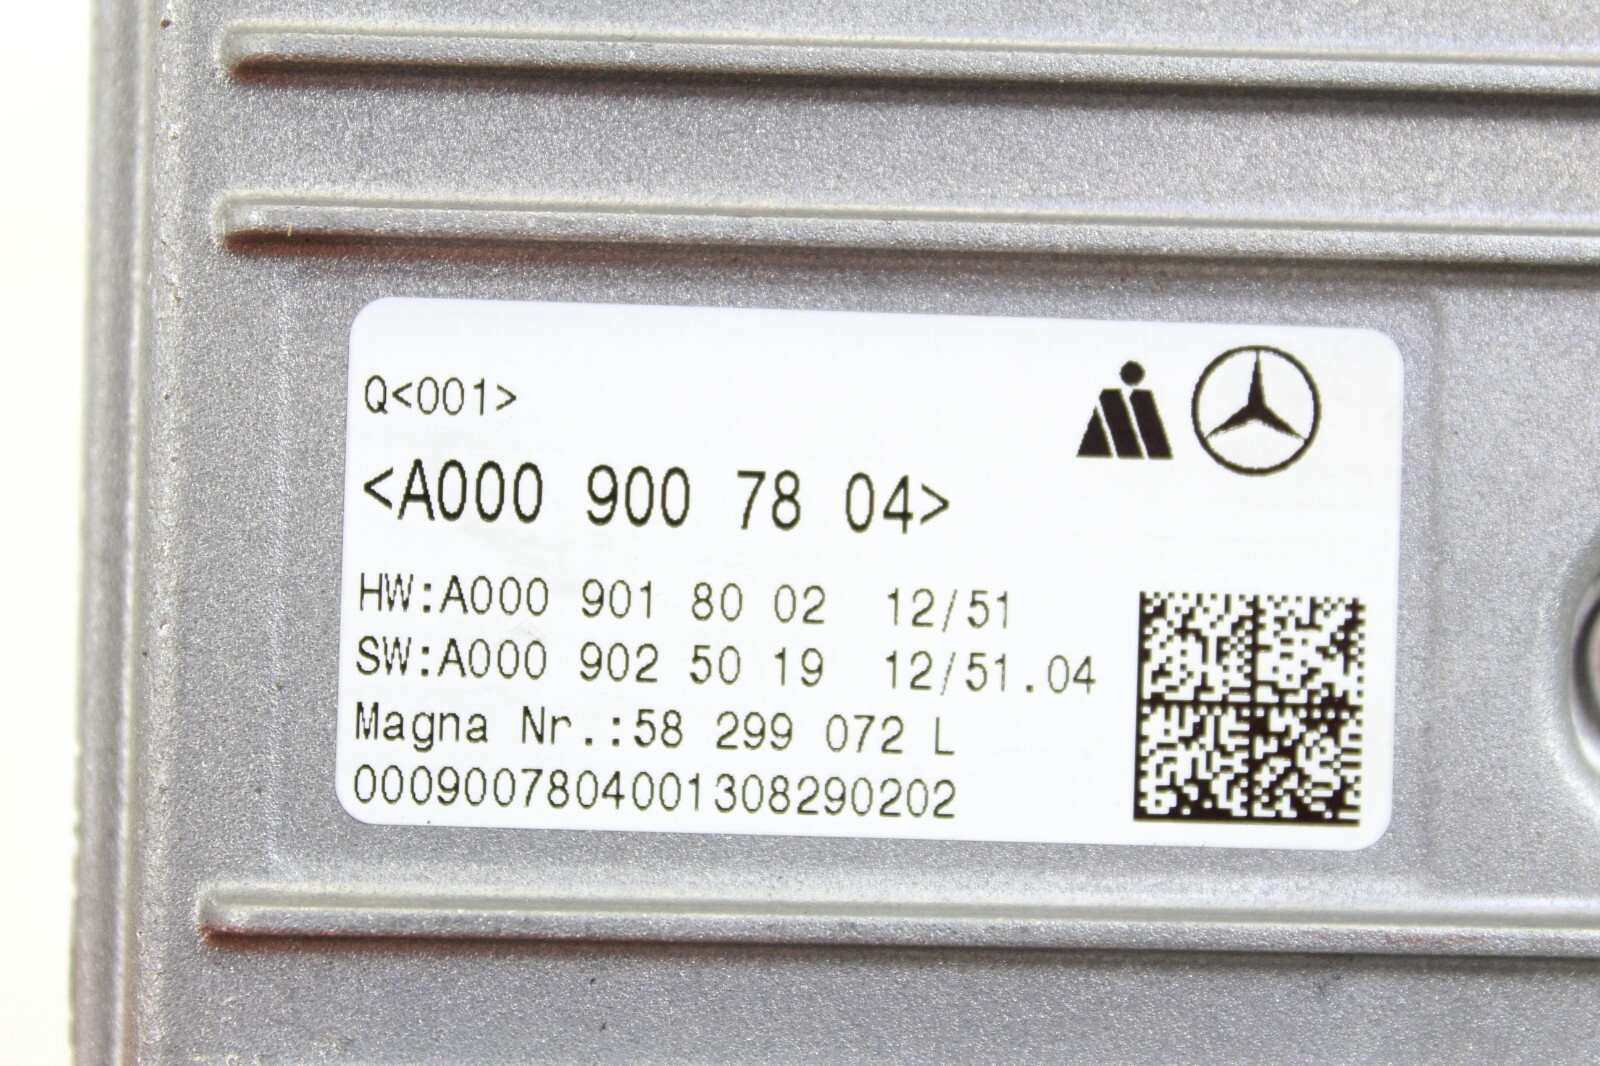 Q<001>
<A000 900 78 04>
HW:A000 901 80 02 12/51
SW:A000 902 50 19 12/51.04
Magna Nr.:58 299 072 L
0009007804001308290202